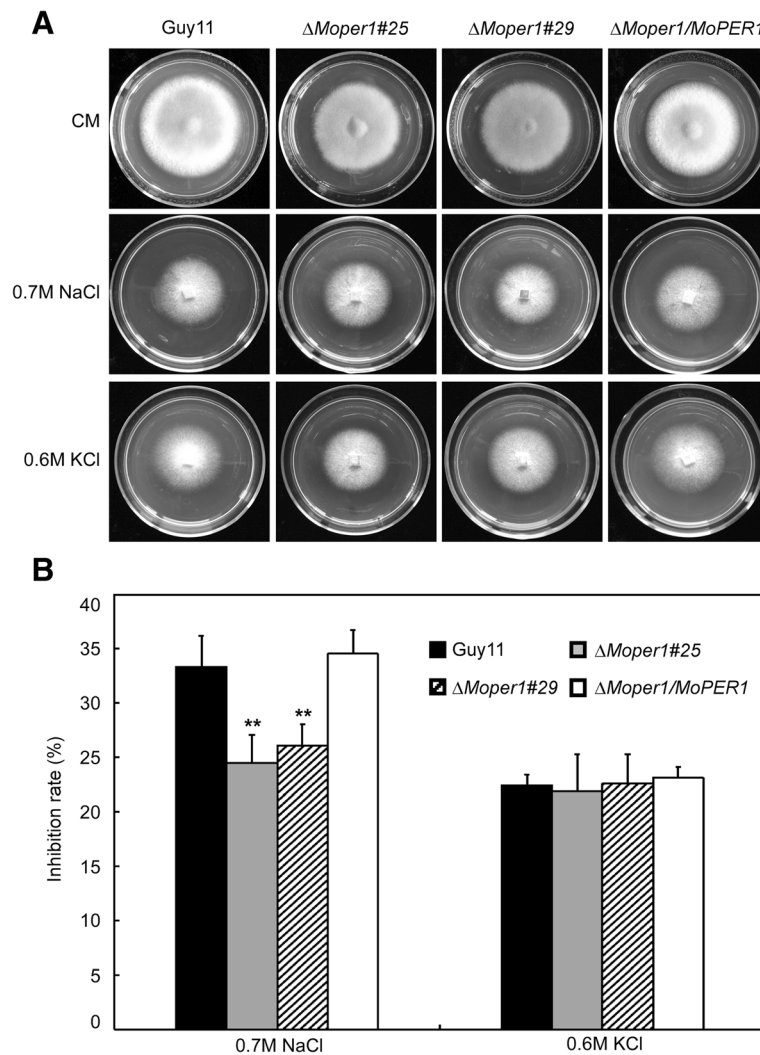 A
Guy11 ΔMoper1#25 ΔMoper1#29 ΔMoper1/MoPER1
CM
0.7M NaCl
0.6M KCl
B
40
35
30
25
20
15
10
5
0
Inhibition rate (%)
** **
Guy11 ΔMoper1#25
ΔMoper1#29 ΔMoper1/MoPER1
0.7M NaCl 0.6M KCl